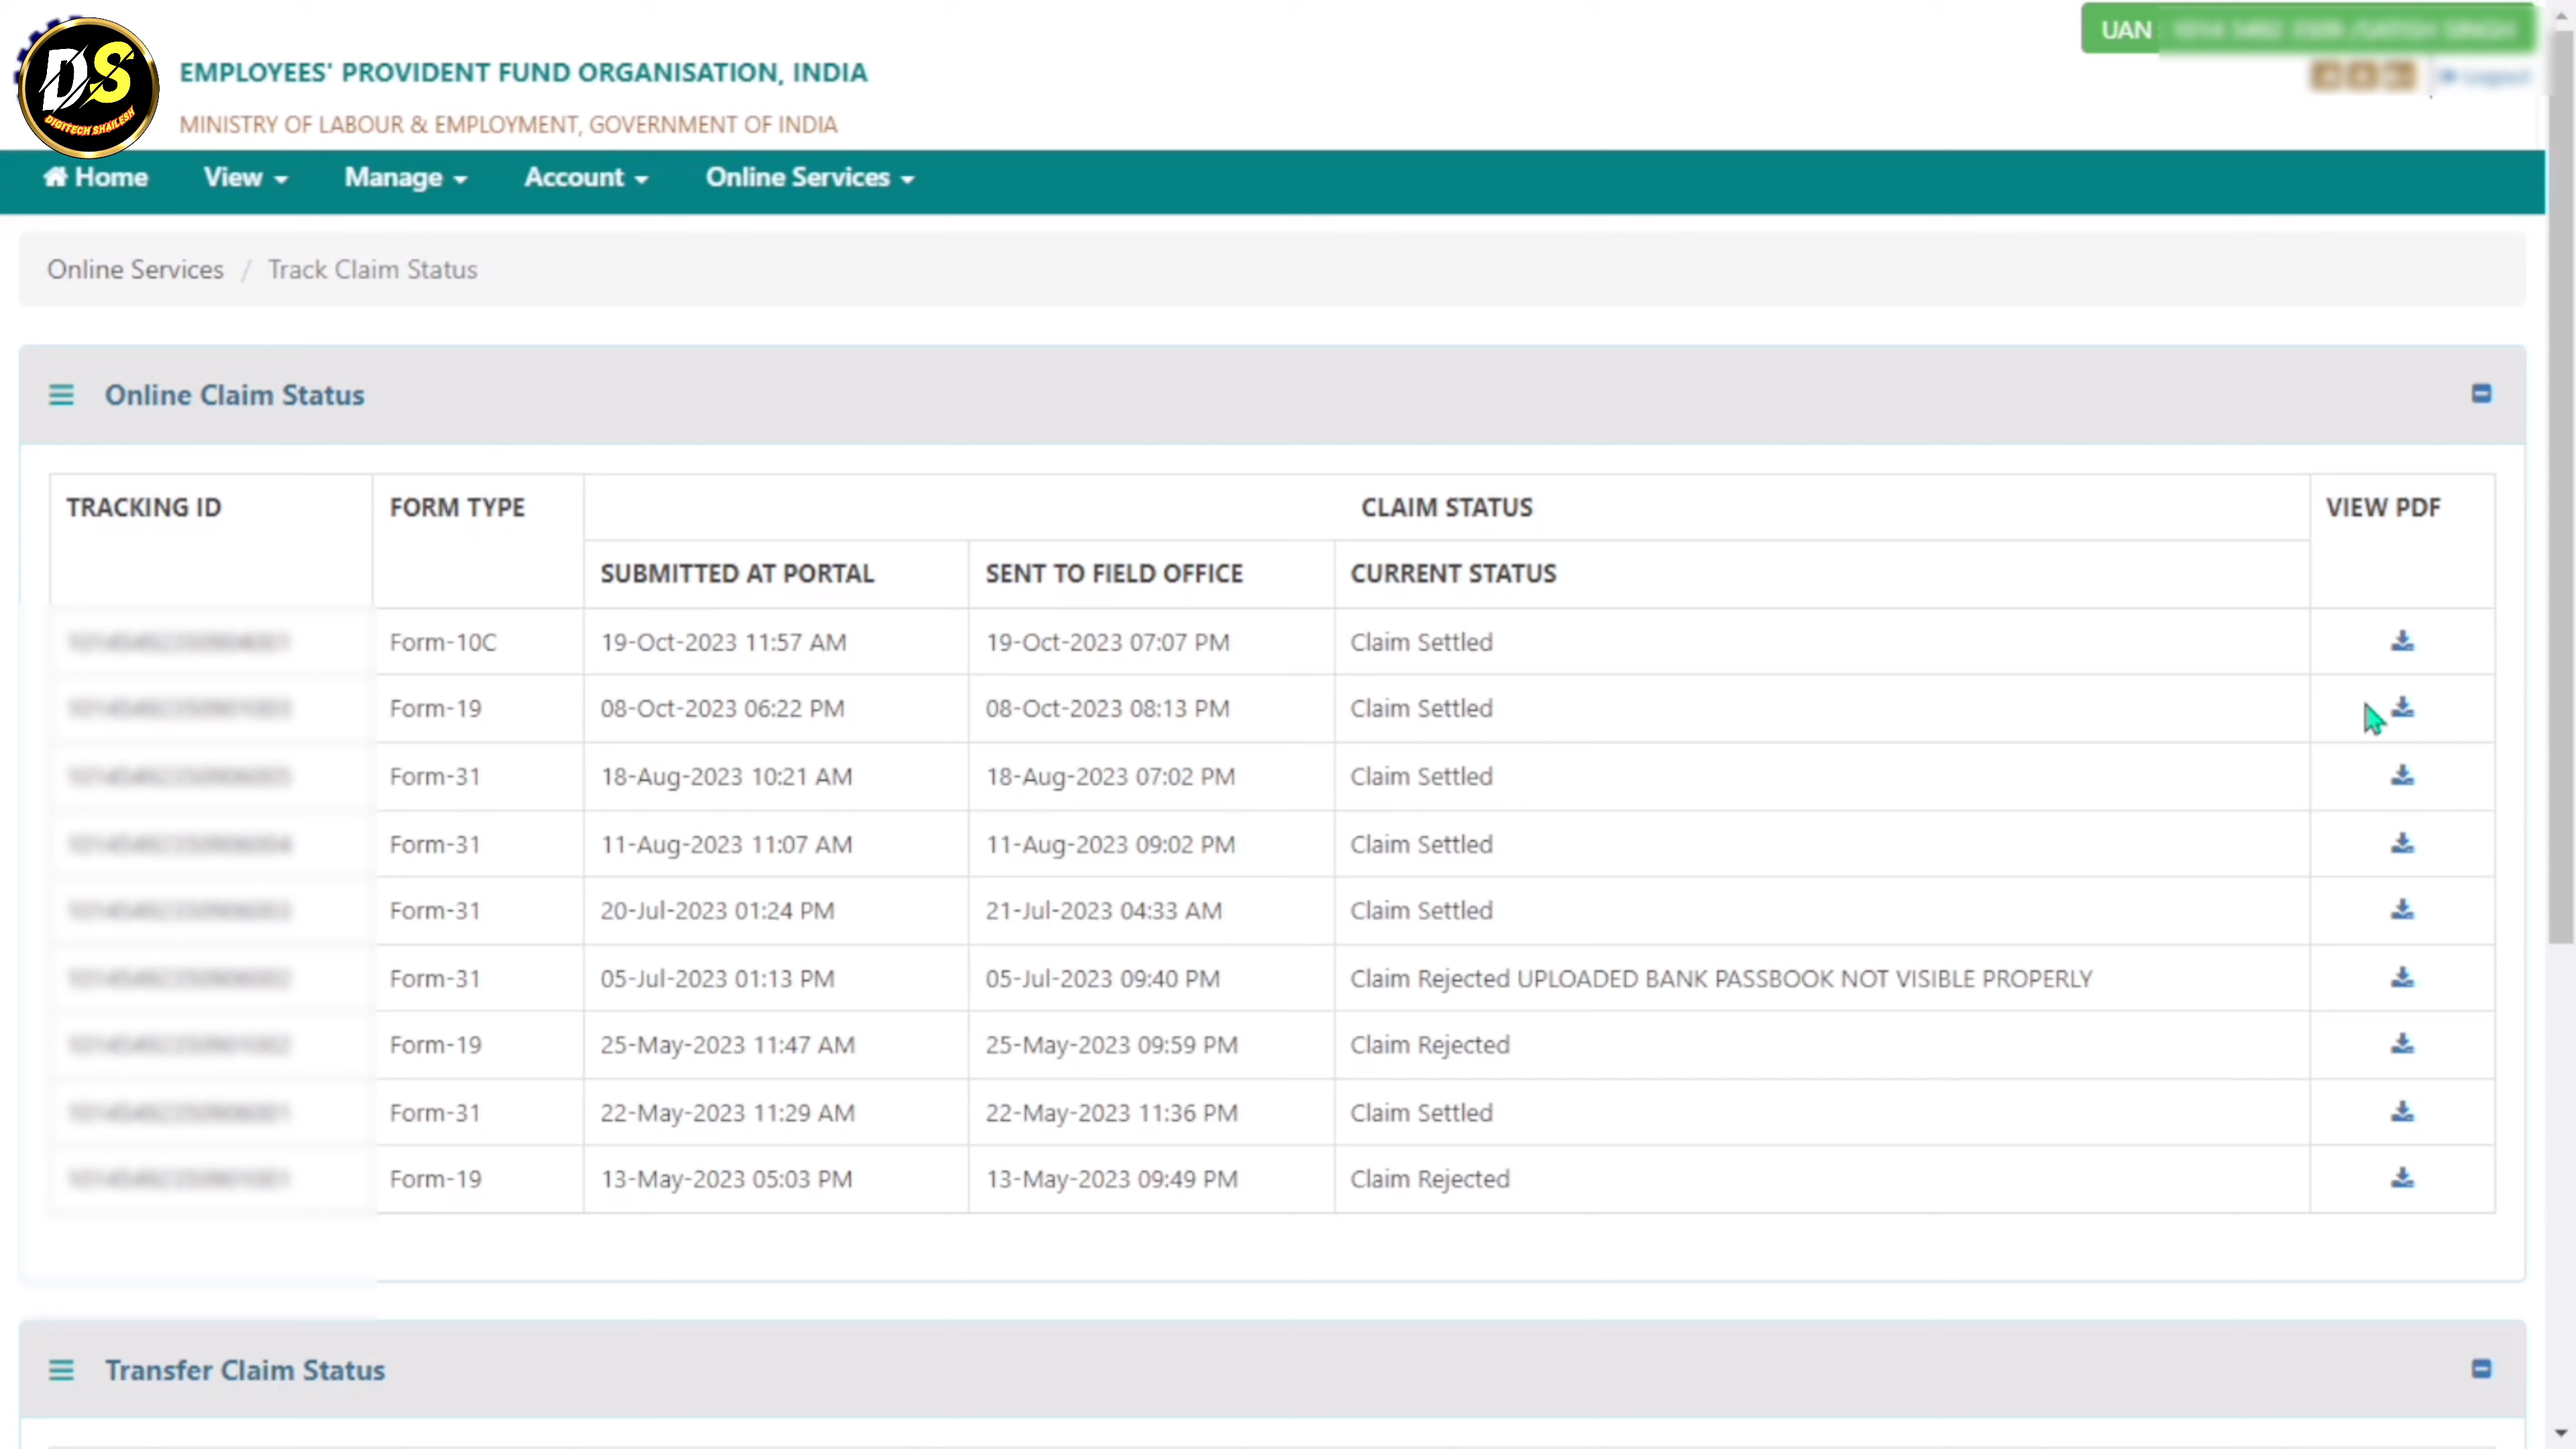 DS
DIGITECH SHAILESH
EMPLOYEES' PROVIDENT FUND ORGANISATION, INDIA
MINISTRY OF LABOUR & EMPLOYMENT, GOVERNMENT OF INDIA
UAN
Home View Manage Account Online Services
Online Services / Track Claim Status
Online Claim Status
TRACKING ID FORM TYPE CLAIM STATUS VIEW PDF
SUBMITTED AT PORTAL SENT TO FIELD OFFICE CURRENT STATUS
Form-10C 19-Oct-2023 11:57 AM 19-Oct-2023 07:07 PM Claim Settled
Form-19 08-Oct-2023 06:22 PM 08-Oct-2023 08:13 PM Claim Settled
Form-31 18-Aug-2023 10:21 AM 18-Aug-2023 07:02 PM Claim Settled
Form-31 11-Aug-2023 11:07 AM 11-Aug-2023 09:02 PM Claim Settled
Form-31 20-Jul-2023 01:24 PM 21-Jul-2023 04:33 AM Claim Settled
Form-31 05-Jul-2023 01:13 PM 05-Jul-2023 09:40 PM Claim Rejected UPLOADED BANK PASSBOOK NOT VISIBLE PROPERLY
Form-19 25-May-2023 11:47 AM 25-May-2023 09:59 PM Claim Rejected
Form-31 22-May-2023 11:29 AM 22-May-2023 11:36 PM Claim Settled
Form-19 13-May-2023 05:03 PM 13-May-2023 09:49 PM Claim Rejected
Transfer Claim Status